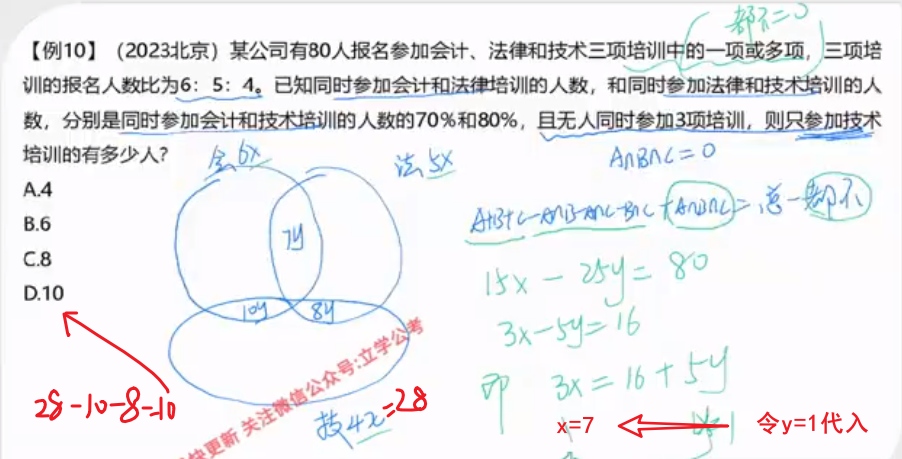 都不=0
【例10】（2023北京）某公司有80人报名参加会计、法律和技术三项培训中的一项或多项，三项培
训的报名人数比为6：5：4。已知同时参加会计和法律培训的人数，和同时参加法律和技术培训的人
数，分别是同时参加会计和技术培训的人数的70%和80%，且无人同时参加3项培训，则只参加技术
培训的有多少人？
会6x
法5x
A∩B∩C=0
A.4
B.6
C.8
D.10
A+B+C-A∩B-A∩C-B∩C+A∩B∩C=总-都不
7y
10y
8y
15x-25y=80
3x-5y=16
即 3x=16+5y
28-10-8=10
技4x=28
x=7
令y=1代入
快更新 关注微信公众号:立学公考